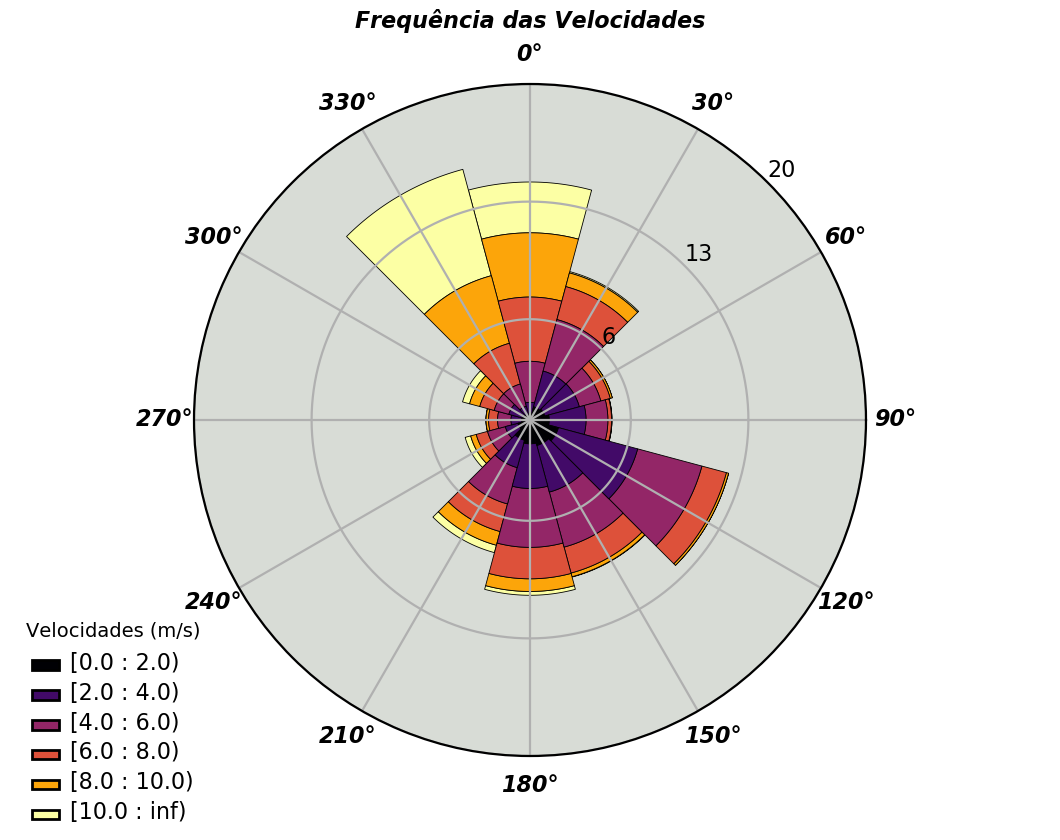 Frequência das Velocidades
0°
330°
30°
20
300°
60°
13
6
270°
90°
240°
120°
210°
150°
180°
Velocidades (m/s)
[0.0 : 2.0)
[2.0 : 4.0)
[4.0 : 6.0)
[6.0 : 8.0)
[8.0 : 10.0)
[10.0 : inf)